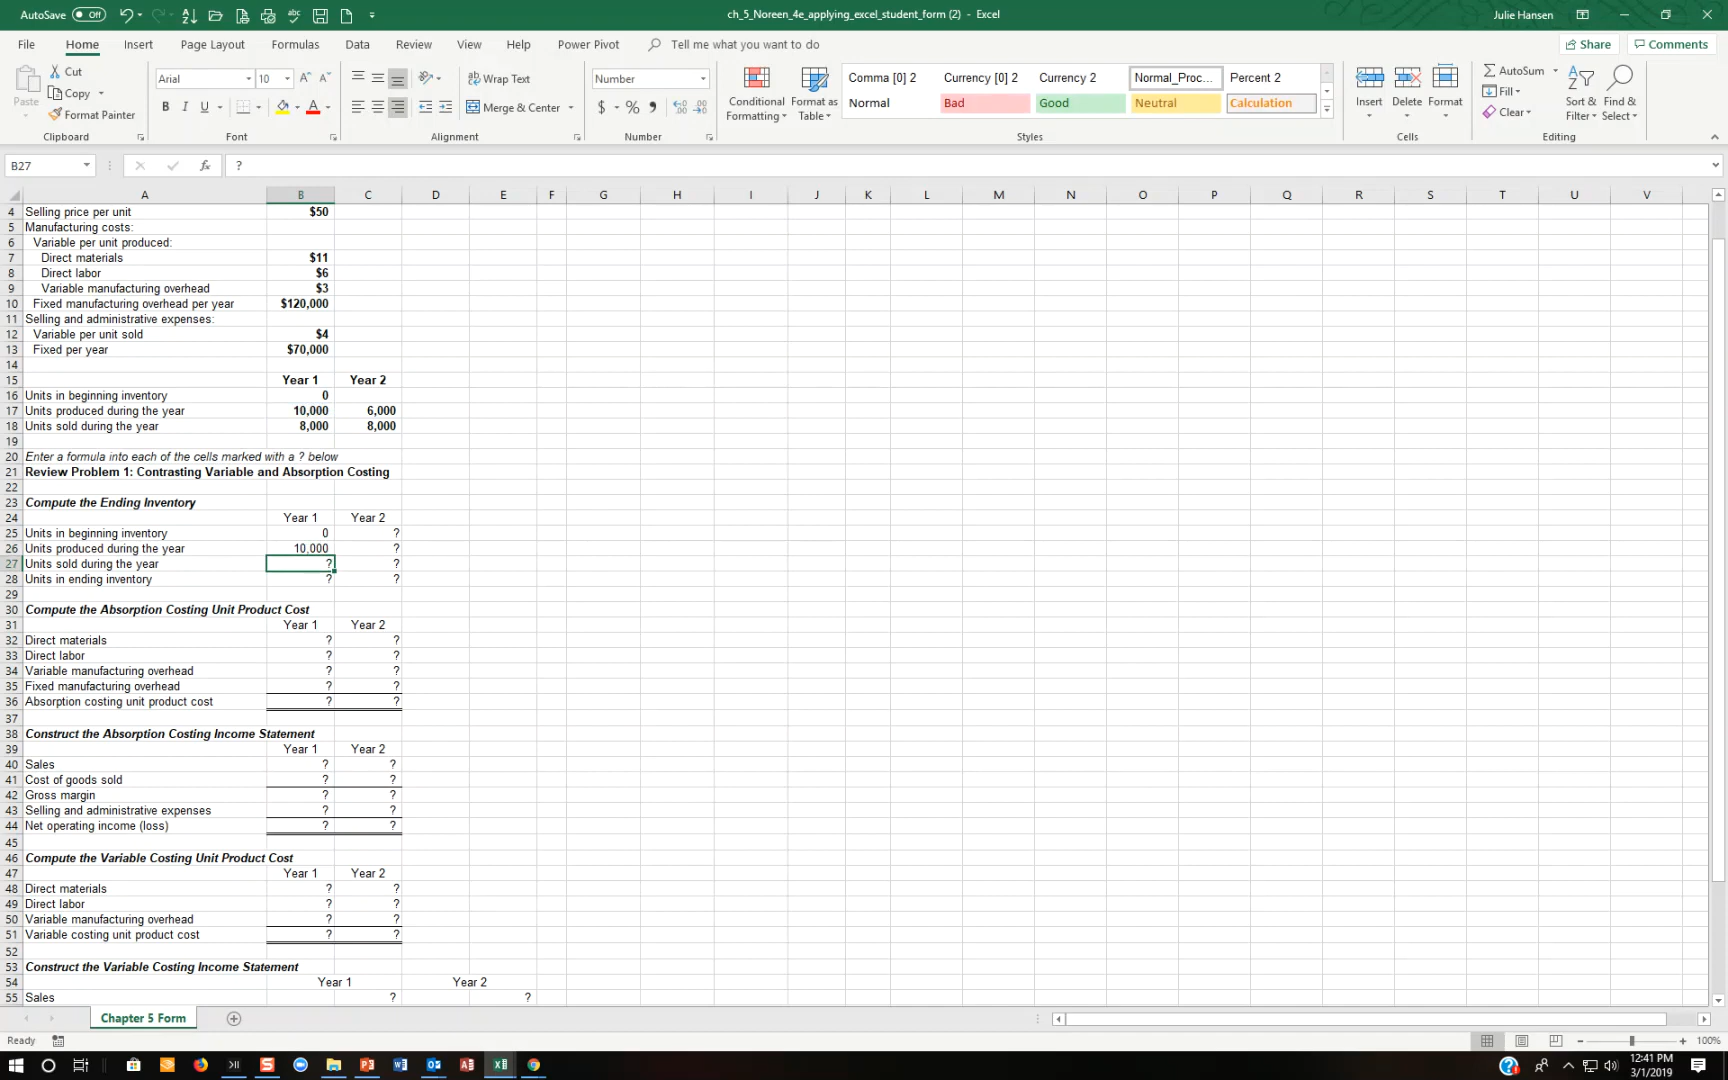 AutoSave Off ch_5_Noreen_4e_applying_excel_student_form (2) - Excel Julie Hansen
File Home Insert Page Layout Formulas Data Review View Help Power Pivot Tell me what you want to do Share Comments
Paste Cut Copy Format Painter Clipboard
Arial 10 B I U Font
Wrap Text Merge & Center Alignment
Number $ % Number
Conditional Formatting Format as Table
Comma [0] 2 Currency [0] 2 Currency 2 Normal_Proc... Percent 2
Normal Bad Good Neutral Calculation
Styles
Insert Delete Format Cells
AutoSum Fill Clear Sort & Filter Find & Select Editing
B27 fx ?
A B C D E F G H I J K L M N O P Q R S T U V
4 Selling price per unit $50
5 Manufacturing costs:
6 Variable per unit produced:
7 Direct materials $11
8 Direct labor $6
9 Variable manufacturing overhead $3
10 Fixed manufacturing overhead per year $120,000
11 Selling and administrative expenses:
12 Variable per unit sold $4
13 Fixed per year $70,000
14
15 Year 1 Year 2
16 Units in beginning inventory 0
17 Units produced during the year 10,000 6,000
18 Units sold during the year 8,000 8,000
19
20 Enter a formula into each of the cells marked with a ? below
21 Review Problem 1: Contrasting Variable and Absorption Costing
22
23 Compute the Ending Inventory
24 Year 1 Year 2
25 Units in beginning inventory 0 ?
26 Units produced during the year 10,000 ?
27 Units sold during the year ? ?
28 Units in ending inventory ? ?
29
30 Compute the Absorption Costing Unit Product Cost
31 Year 1 Year 2
32 Direct materials ? ?
33 Direct labor ? ?
34 Variable manufacturing overhead ? ?
35 Fixed manufacturing overhead ? ?
36 Absorption costing unit product cost ? ?
37
38 Construct the Absorption Costing Income Statement
39 Year 1 Year 2
40 Sales ? ?
41 Cost of goods sold ? ?
42 Gross margin ? ?
43 Selling and administrative expenses ? ?
44 Net operating income (loss) ? ?
45
46 Compute the Variable Costing Unit Product Cost
47 Year 1 Year 2
48 Direct materials ? ?
49 Direct labor ? ?
50 Variable manufacturing overhead ? ?
51 Variable costing unit product cost ? ?
52
53 Construct the Variable Costing Income Statement
54 Year 1 Year 2
55 Sales ? ?
Chapter 5 Form
Ready 100%
12:41 PM
3/1/2019